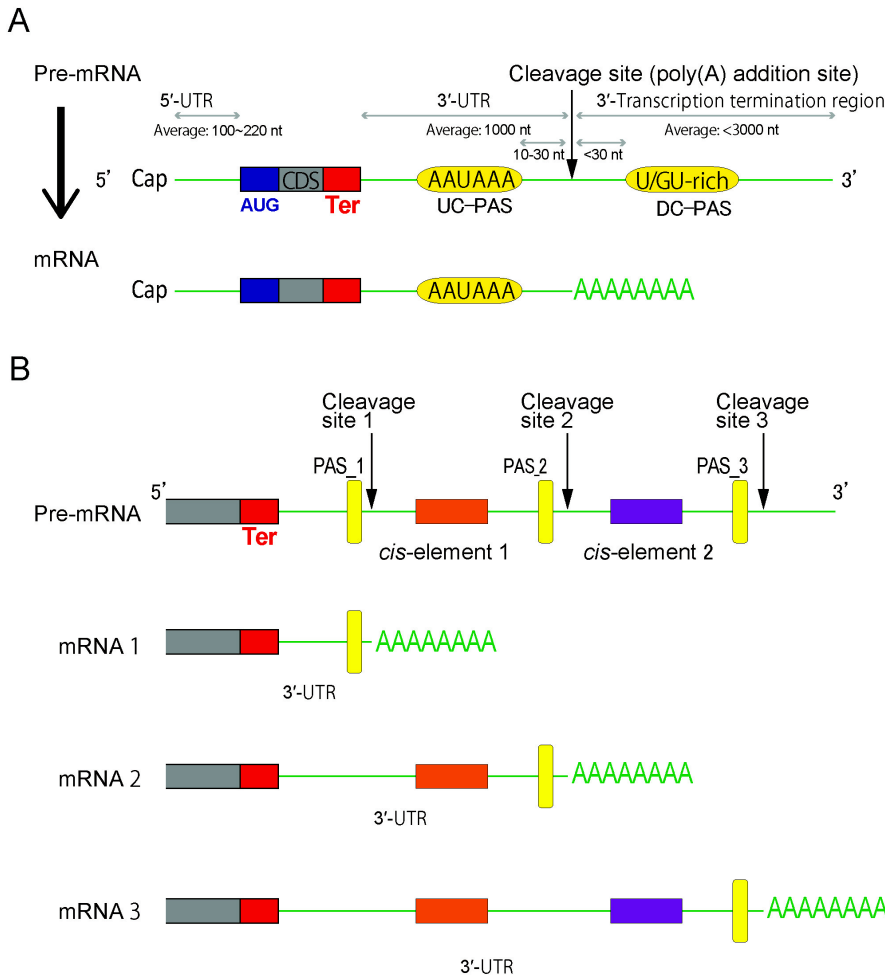 A
Pre-mRNA
Cleavage site (poly(A) addition site)
5′-UTR
3′-UTR
3′-Transcription termination region
Average: 100~220 nt
Average: 1000 nt
Average: <3000 nt
10-30 nt
<30 nt
5’ Cap CDS AAUAAA U/GU-rich 3’
AUG Ter UC–PAS DC–PAS
mRNA
Cap AAUAAA AAAAAAAA
B
Cleavage site 1
Cleavage site 2
Cleavage site 3
PAS_1 PAS_2 PAS_3
5’ 3’
Pre-mRNA
Ter
cis-element 1 cis-element 2
mRNA 1 AAAAAAAA
3′-UTR
mRNA 2 AAAAAAAA
3′-UTR
mRNA 3 AAAAAAAA
3′-UTR